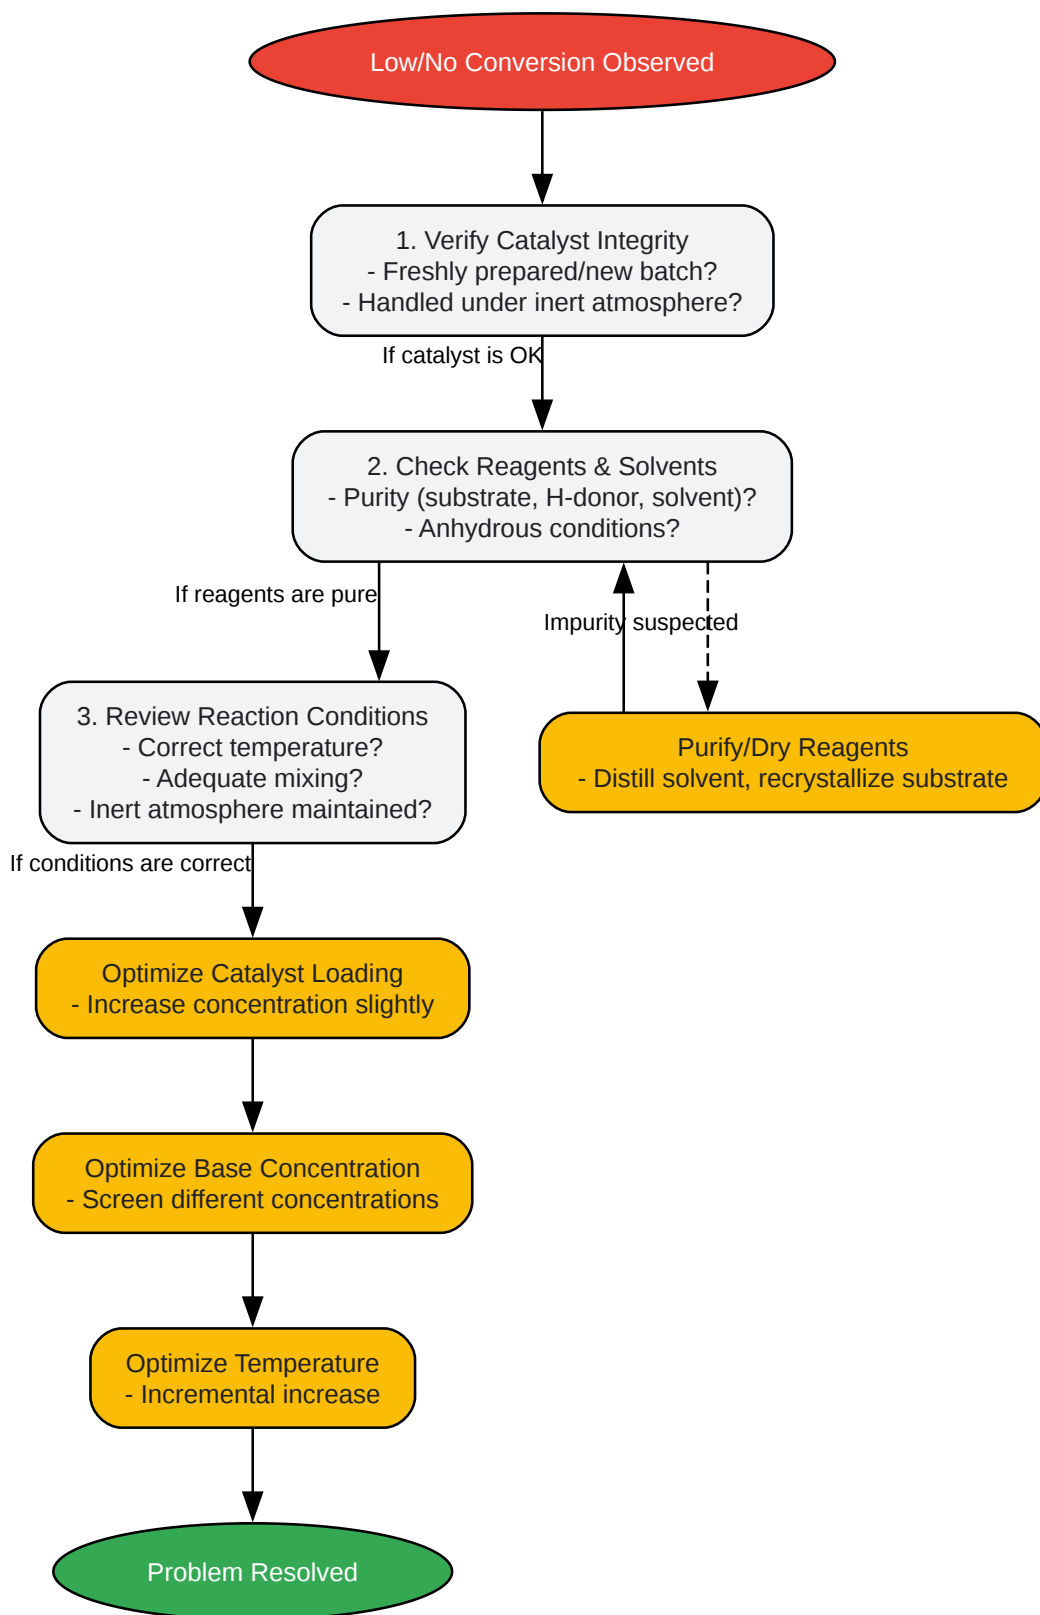 Low/No Conversion Observed
1. Verify Catalyst Integrity
- Freshly prepared/new batch?
- Handled under inert atmosphere?
If catalyst is OK
2. Check Reagents & Solvents
- Purity (substrate, H-donor, solvent)?
- Anhydrous conditions?
If reagents are pure
Impurity suspected
3. Review Reaction Conditions
- Correct temperature?
- Adequate mixing?
- Inert atmosphere maintained?
Purify/Dry Reagents
- Distill solvent, recrystallize substrate
If conditions are correct
Optimize Catalyst Loading
- Increase concentration slightly
Optimize Base Concentration
- Screen different concentrations
Optimize Temperature
- Incremental increase
Problem Resolved